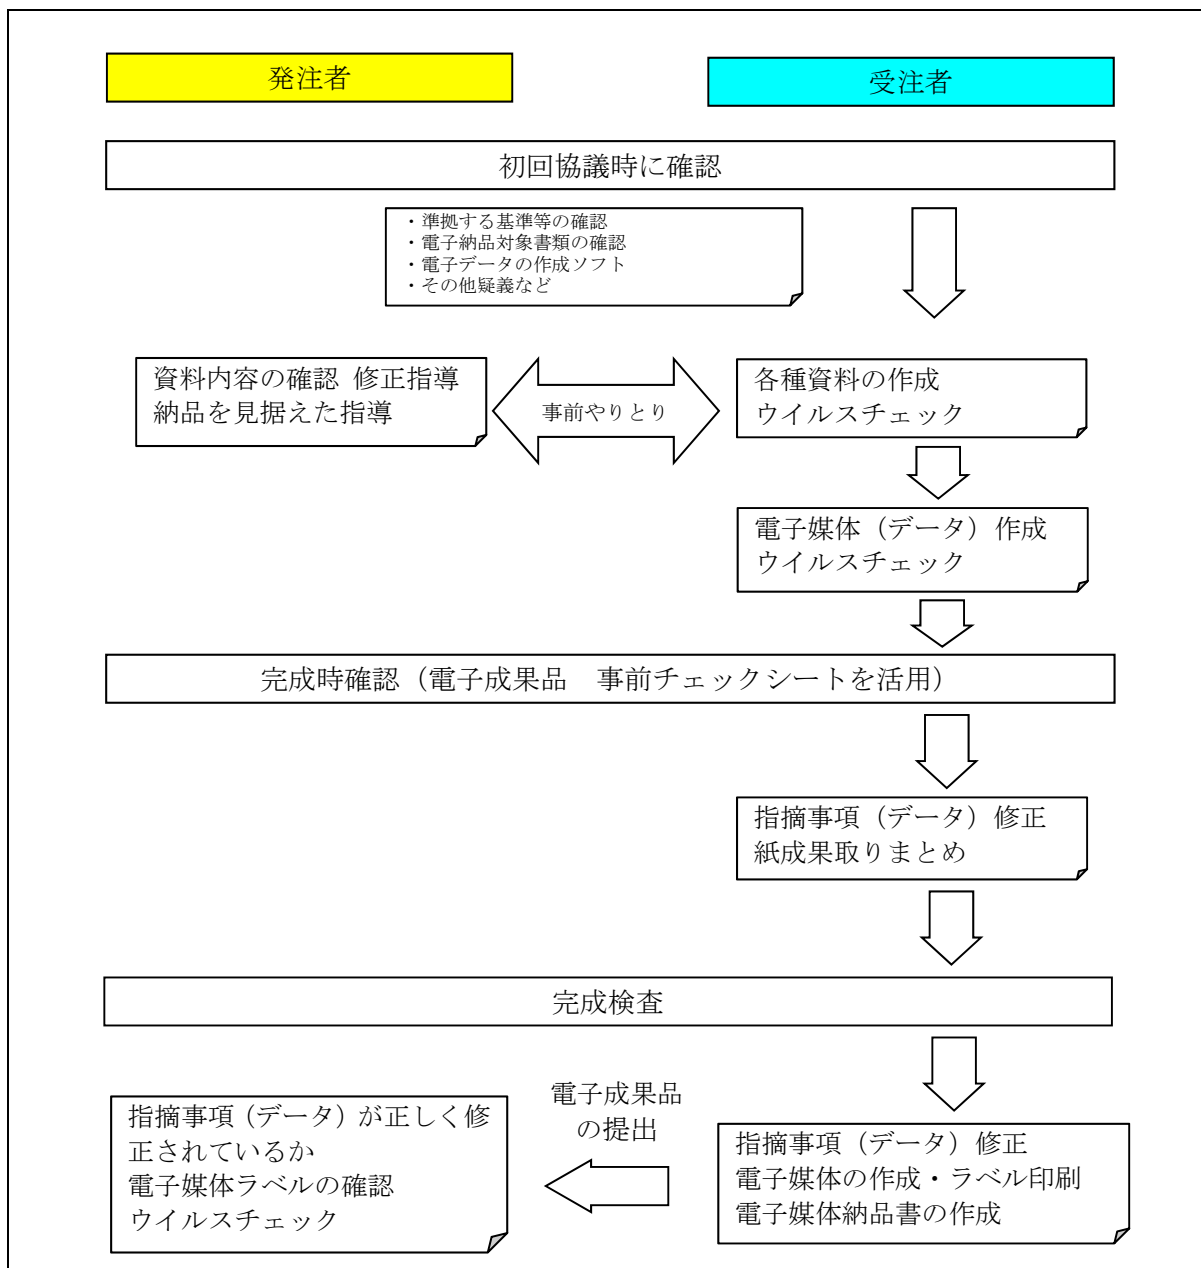 発注者
受注者
初回協議時に確認
・準拠する基準等の確認
・電子納品対象書類の確認
・電子データの作成ソフト
・その他疑義など
資料内容の確認 修正指導
納品を見据えた指導
事前やりとり
各種資料の作成
ウイルスチェック
電子媒体（データ）作成
ウイルスチェック
完成時確認（電子成果品　事前チェックシートを活用）
指摘事項（データ）修正
紙成果取りまとめ
完成検査
指摘事項（データ）が正しく修
正されているか
電子媒体ラベルの確認
ウイルスチェック
電子成果品
の提出
指摘事項（データ）修正
電子媒体の作成・ラベル印刷
電子媒体納品書の作成